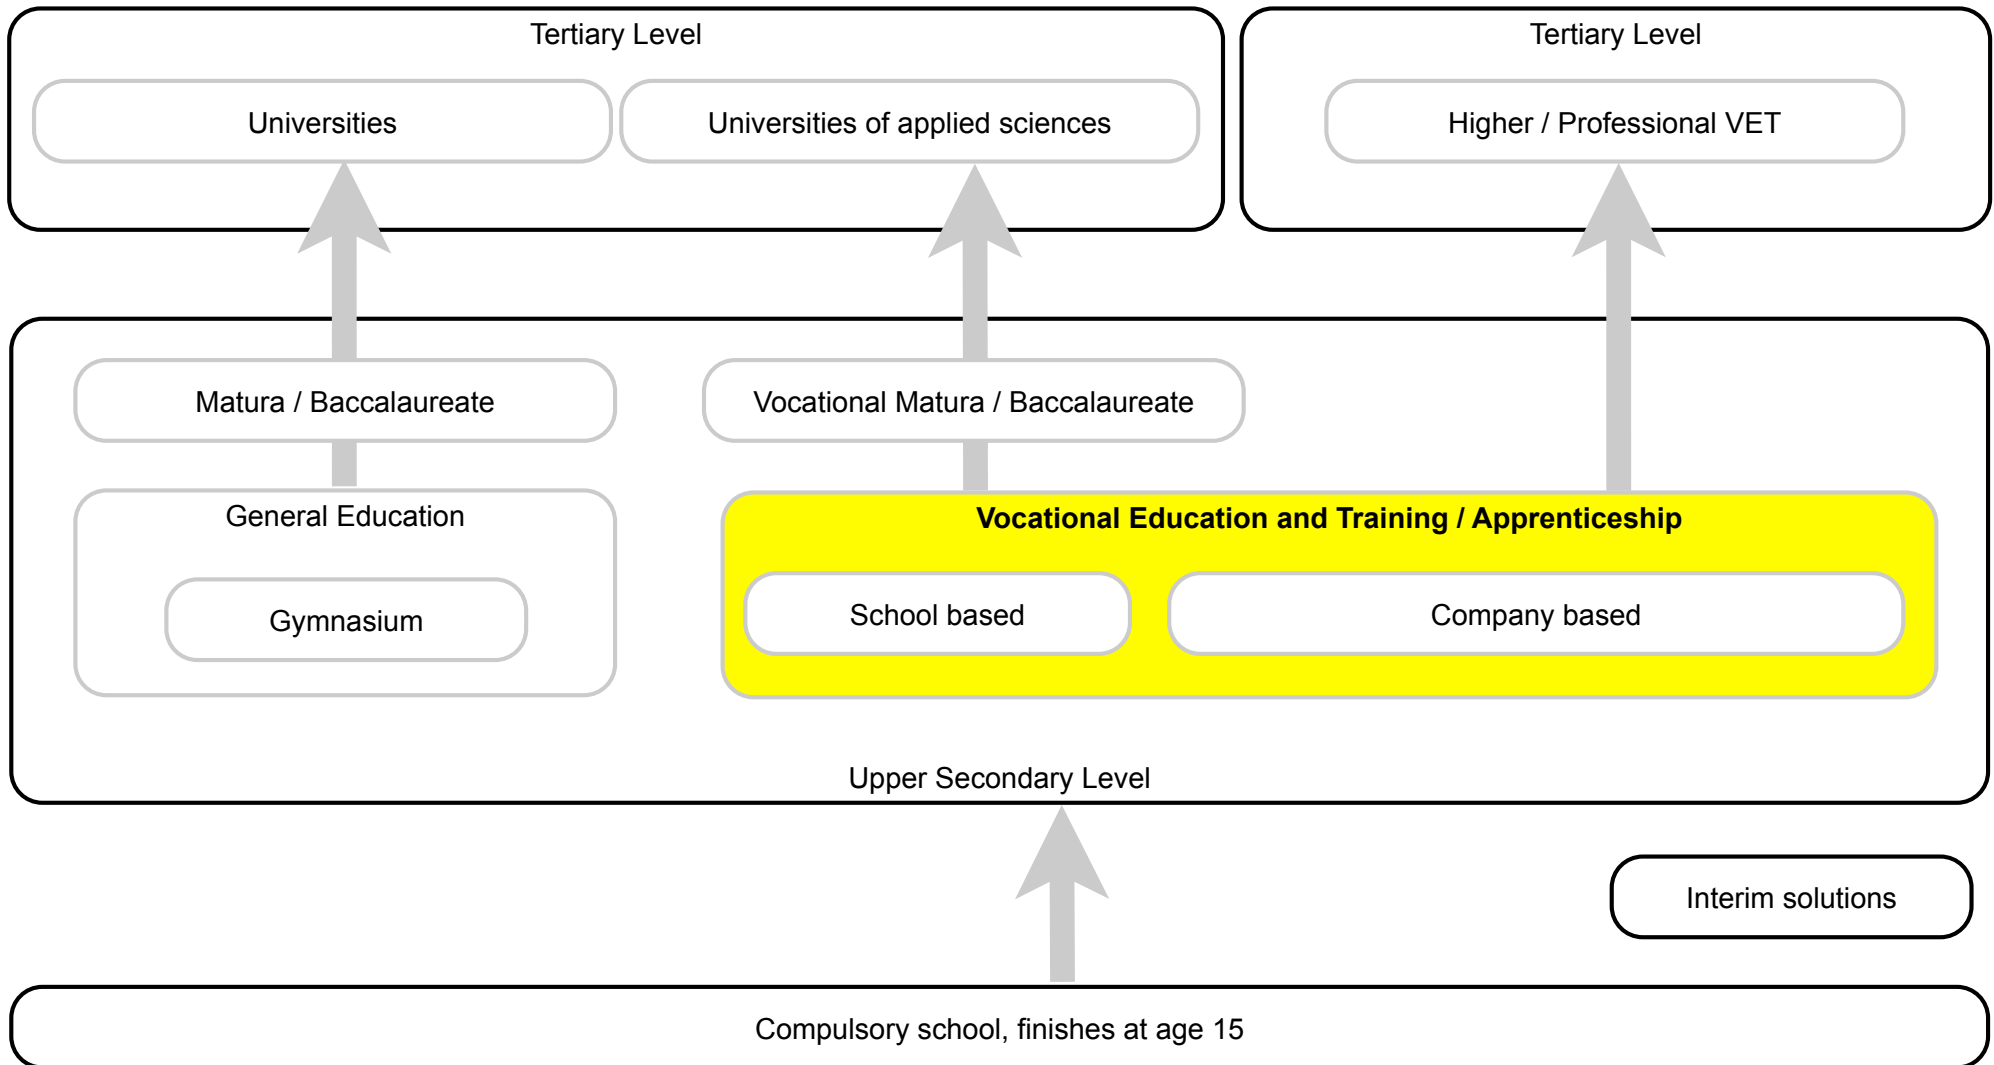 Tertiary Level
Universities
Universities of applied sciences
Tertiary Level
Higher / Professional VET
Matura / Baccalaureate
Vocational Matura / Baccalaureate
General Education
Gymnasium
Vocational Education and Training / Apprenticeship
School based
Company based
Upper Secondary Level
Interim solutions
Compulsory school, finishes at age 15